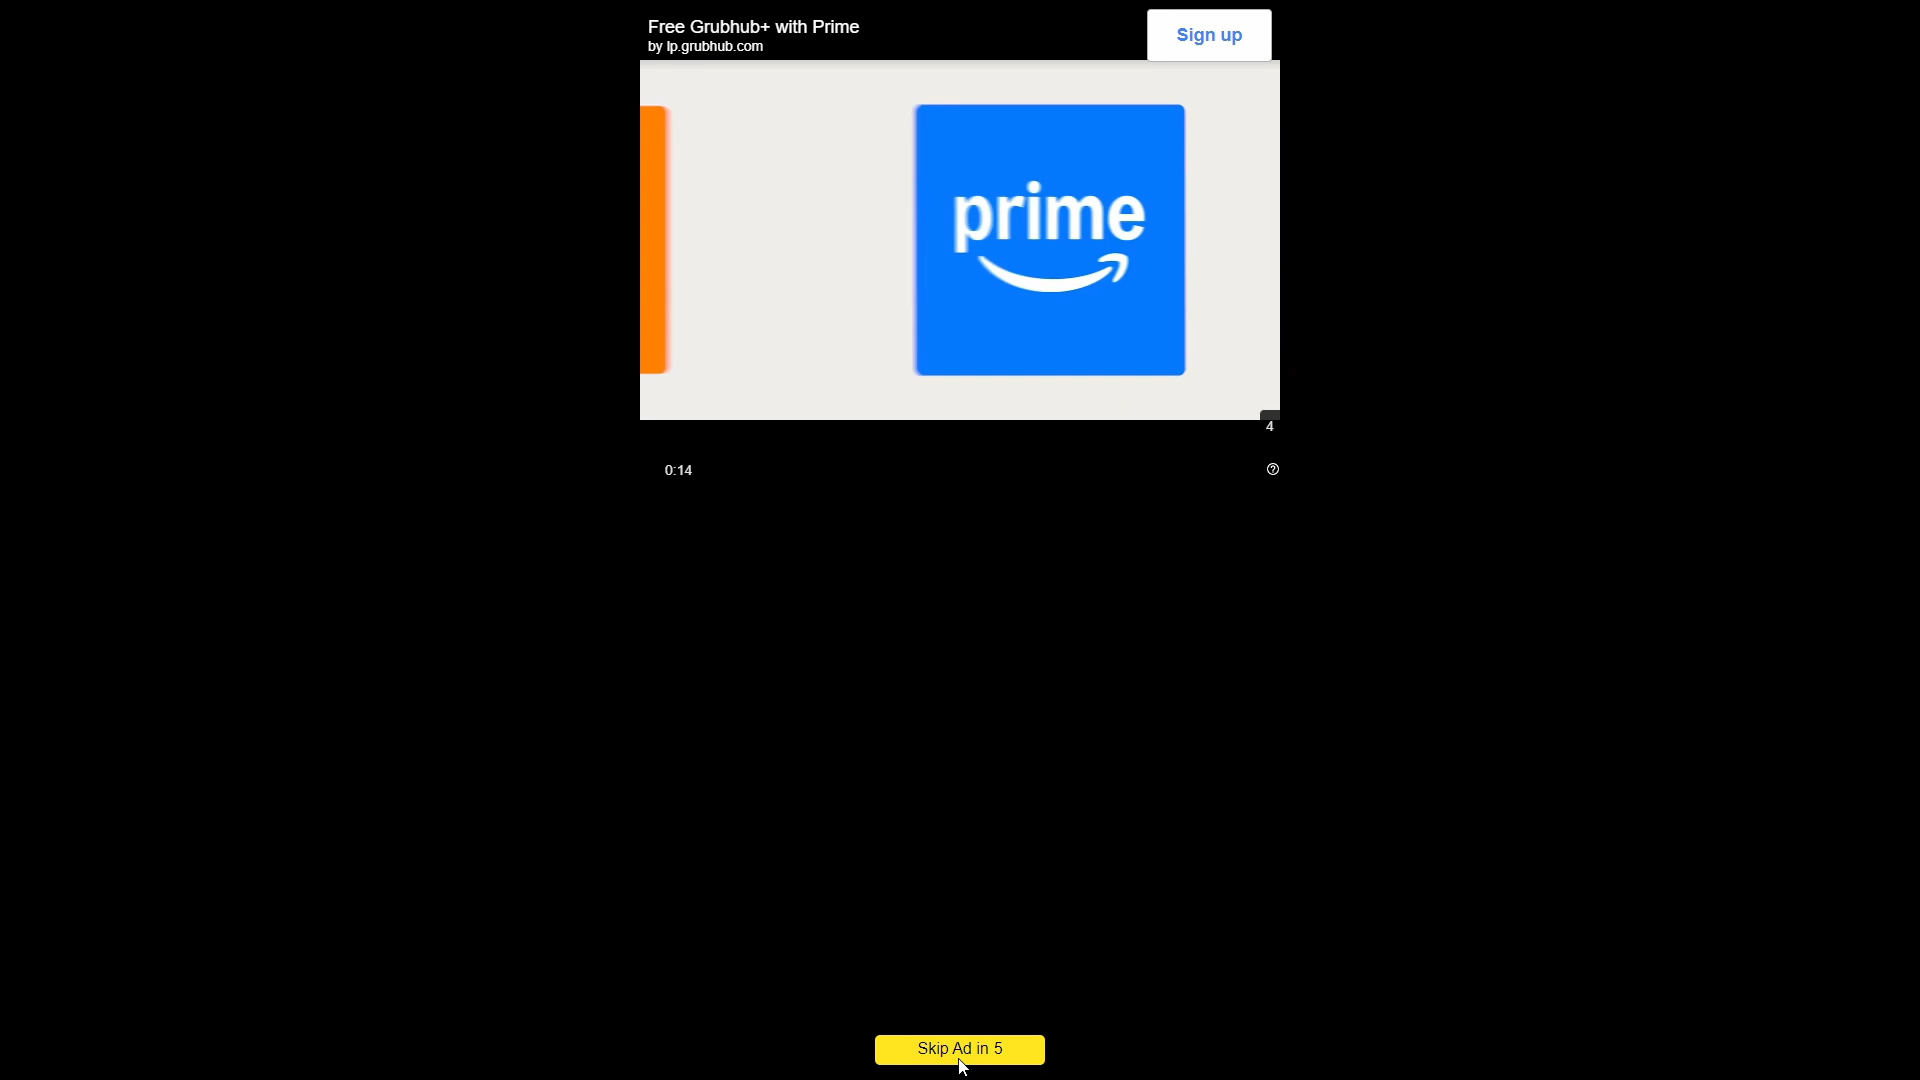 Free Grubhub+ with Prime
by lp.grubhub.com
Sign up
prime
4
0:14
Skip Ad in 5